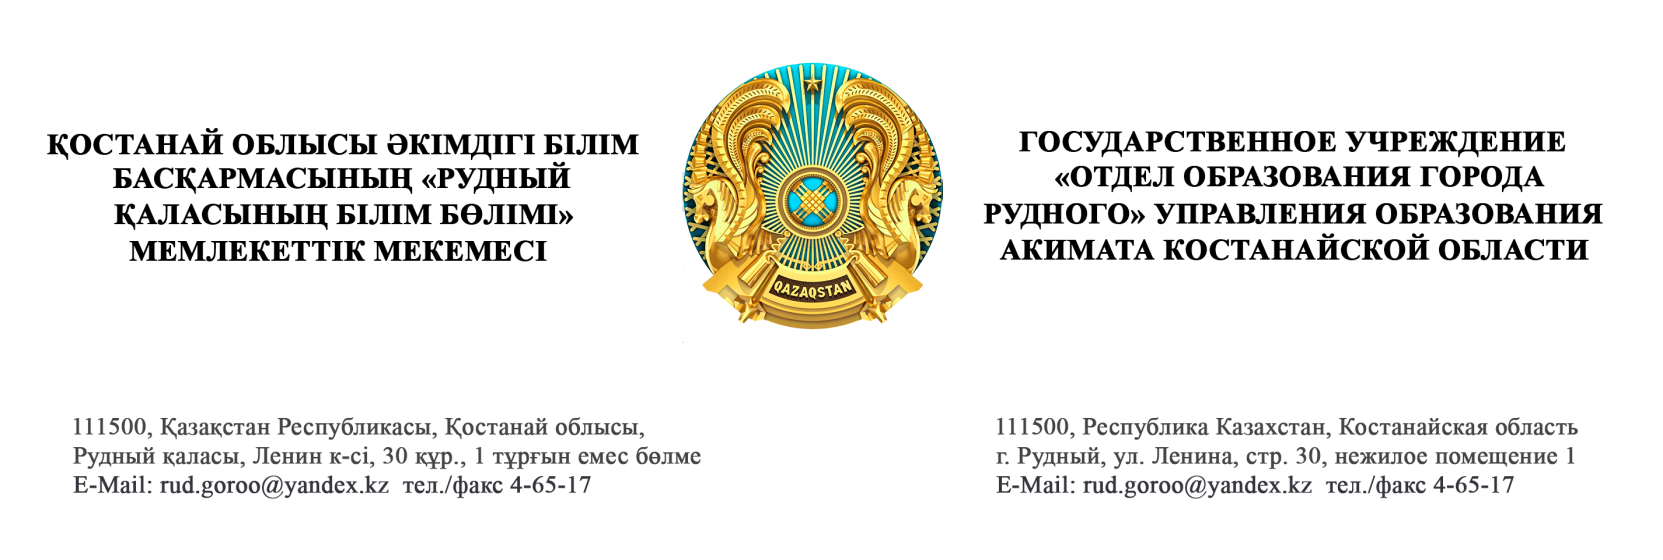 ҚОСТАНАЙ ОБЛЫСЫ ӘКІМДІГІ БІЛІМ
БАСҚАРМАСЫНЫҢ «РУДНЫЙ
ҚАЛАСЫНЫҢ БІЛІМ БӨЛІМІ»
МЕМЛЕКЕТТІК МЕКЕМЕСІ
QAZAQSTAN
ГОСУДАРСТВЕННОЕ УЧРЕЖДЕНИЕ
«ОТДЕЛ ОБРАЗОВАНИЯ ГОРОДА
РУДНОГО» УПРАВЛЕНИЯ ОБРАЗОВАНИЯ
АКИМАТА КОСТАНАЙСКОЙ ОБЛАСТИ
111500, Қазақстан Республикасы, Қостанай облысы,
Рудный қаласы, Ленин к-сі, 30 құр., 1 тұрғын емес бөлме
E-Mail: rud.goroo@yandex.kz тел./факс 4-65-17
111500, Республика Казахстан, Костанайская область
г. Рудный, ул. Ленина, стр. 30, нежилое помещение 1
E-Mail: rud.goroo@yandex.kz тел./факс 4-65-17